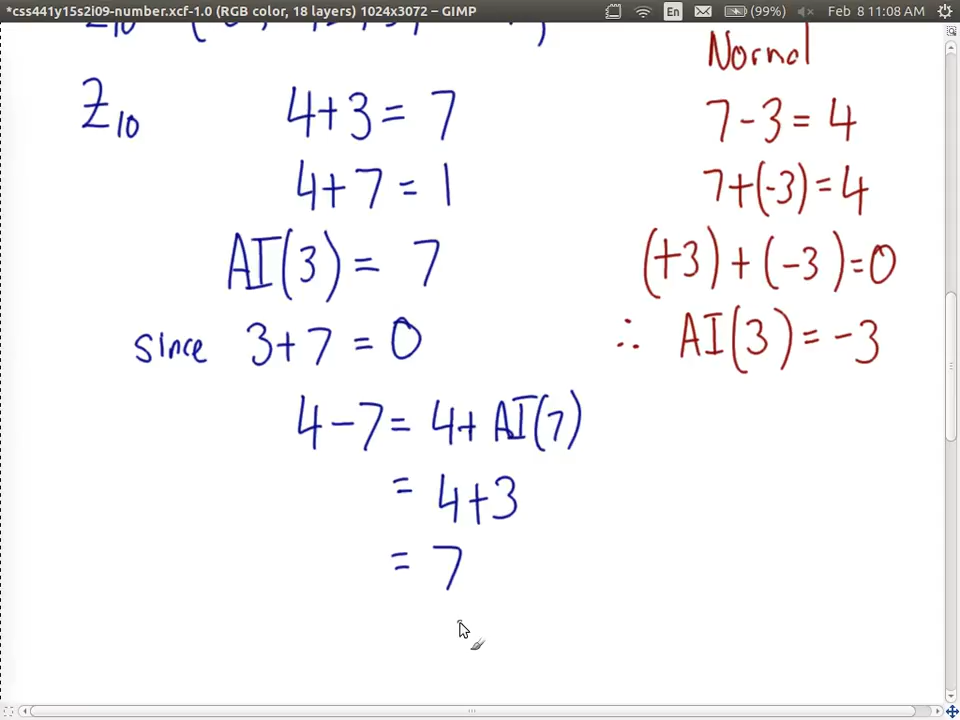 *css441y15s2i09-number.xcf-1.0 (RGB color, 18 layers) 1024x3072 – GIMP
En (99%) Feb 8 11:08 AM
Normal
Z10 4+3 = 7
7-3 = 4
4+7 = 1
7+(-3) = 4
AI(3) = 7
(+3) + (-3) = 0
since 3+7 = 0
∴ AI(3) = -3
4-7 = 4+ AI(7)
= 4+3
= 7